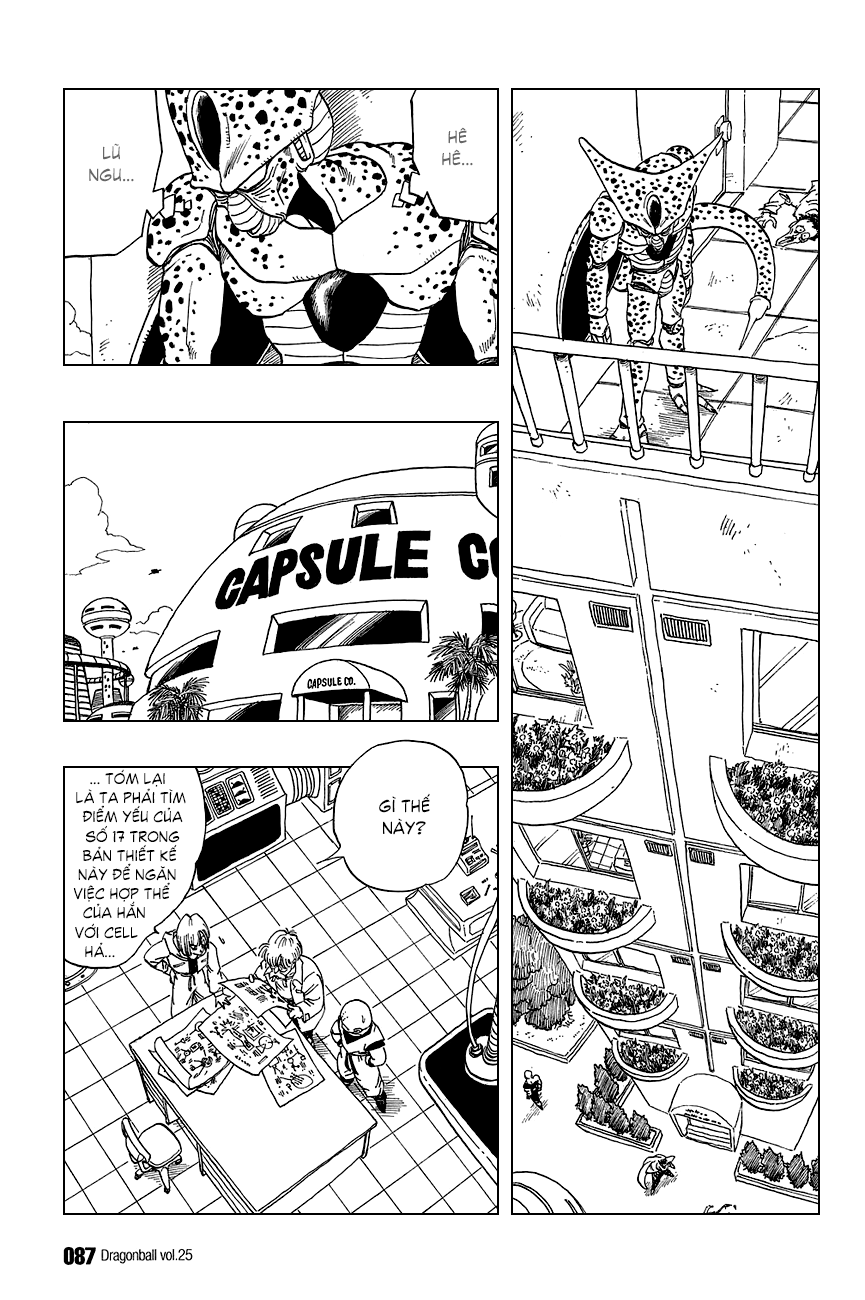 HÊ
HÊ...
LŨ
NGU...
CAPSULE CO
CAPSULE CO.
GÌ THẾ
NÀY?
... TÓM LẠI
LÀ TA PHẢI TÌM
ĐIỂM YẾU CỦA
SỐ 17 TRONG
BẢN THIẾT KẾ
NÀY ĐỂ NGĂN
VIỆC HỢP THỂ
CỦA HẮN
VỚI CELL
HẢ...
087 Dragonball vol.25